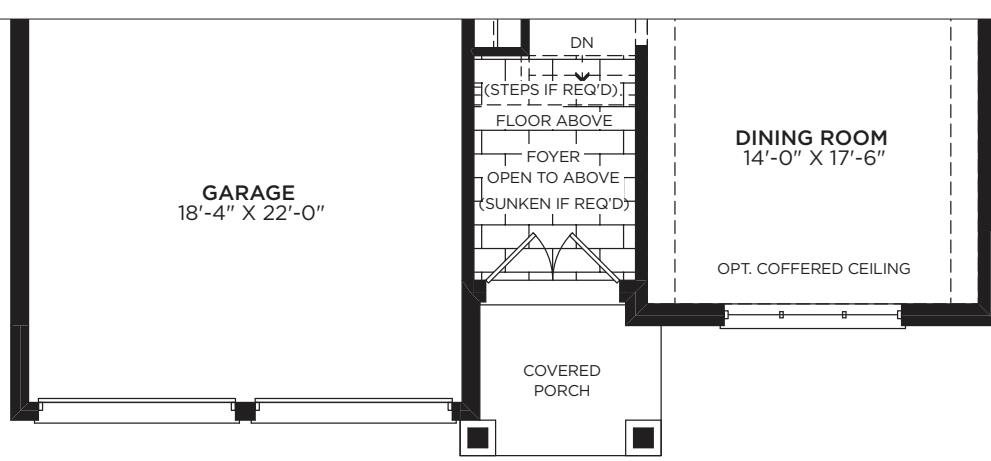 GARAGE
18'-4" X 22'-0"
DN
(STEPS IF REQ'D)
FLOOR ABOVE
FOYER
OPEN TO ABOVE
(SUNKEN IF REQ'D)
DINING ROOM
14'-0" X 17'-6"
OPT. COFFERED CEILING
COVERED
PORCH